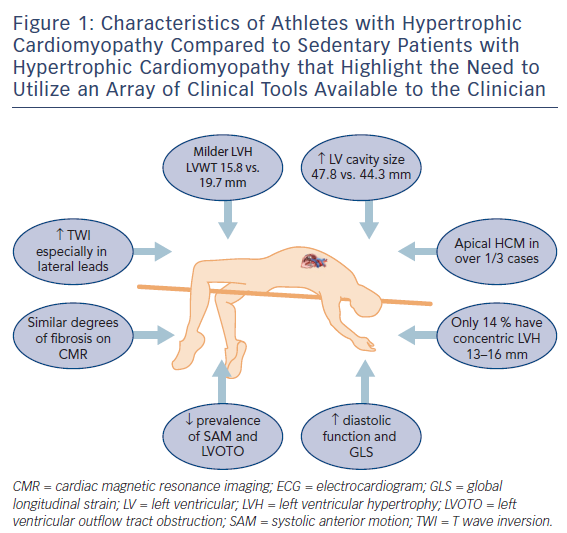 Figure 1: Characteristics of Athletes with Hypertrophic
Cardiomyopathy Compared to Sedentary Patients with
Hypertrophic Cardiomyopathy that Highlight the Need to
Utilize an Array of Clinical Tools Available to the Clinician
Milder LVH
LVWT 15.8 vs.
19.7 mm
↑ LV cavity size
47.8 vs. 44.3 mm
↑ TWI
especially in
lateral leads
Apical HCM in
over 1/3 cases
Similar degrees
of fibrosis on
CMR
Only 14 % have
concentric LVH
13–16 mm
↓ prevalence
of SAM and
LVOTO
↑ diastolic
function and
GLS
CMR = cardiac magnetic resonance imaging; ECG = electrocardiogram; GLS = global
longitudinal strain; LV = left ventricular; LVH = left ventricular hypertrophy; LVOTO = left
ventricular outflow tract obstruction; SAM = systolic anterior motion; TWI = T wave inversion.